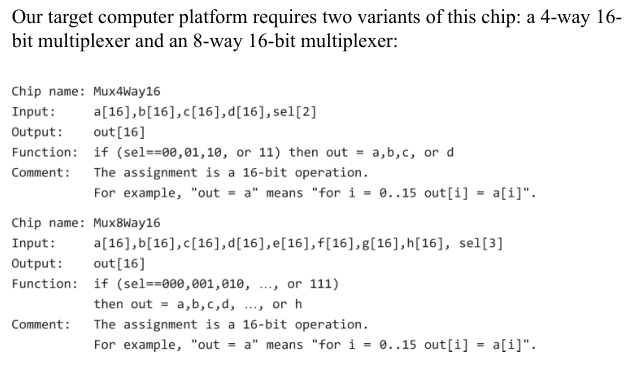 Our target computer platform requires two variants of this chip: a 4-way 16-
bit multiplexer and an 8-way 16-bit multiplexer:
Chip name: Mux4Way16
Input: a[16],b[16],c[16],d[16],sel[2]
Output: out[16]
Function: if (sel==00,01,10, or 11) then out = a,b,c, or d
Comment: The assignment is a 16-bit operation.
For example, "out = a" means "for i = 0..15 out[i] = a[i]".
Chip name: Mux8Way16
Input: a[16],b[16],c[16],d[16],e[16],f[16],g[16],h[16], sel[3]
Output: out[16]
Function: if (sel==000,001,010, ..., or 111)
then out = a,b,c,d, ..., or h
Comment: The assignment is a 16-bit operation.
For example, "out = a" means "for i = 0..15 out[i] = a[i]".